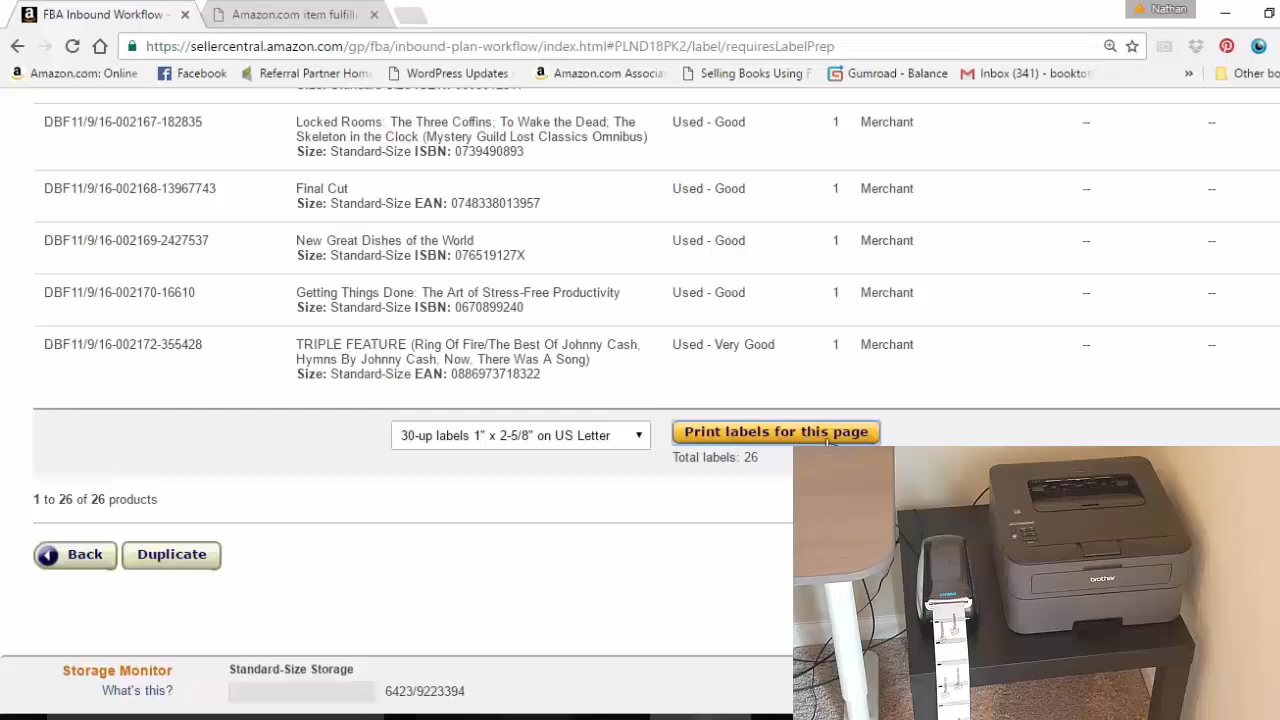 FBA Inbound Workflow -
Amazon.com item fulfilli
Nathan
https://sellercentral.amazon.com/gp/fba/inbound-plan-workflow/index.html#PLND18PK2/label/requiresLabelPrep
Amazon.com: Online
Facebook
Referral Partner Hom
WordPress Updates
Amazon.com Associa
Selling Books Using F
Gumroad - Balance
Inbox (341) - bookto
»
Other bo
DBF11/9/16-002167-182835
Locked Rooms: The Three Coffins; To Wake the Dead; The
Skeleton in the Clock (Mystery Guild Lost Classics Omnibus)
Size: Standard-Size ISBN: 0739490893
Used - Good
1
Merchant
--
--
DBF11/9/16-002168-13967743
Final Cut
Size: Standard-Size EAN: 0748338013957
Used - Good
1
Merchant
--
--
DBF11/9/16-002169-2427537
New Great Dishes of the World
Size: Standard-Size ISBN: 076519127X
Used - Good
1
Merchant
--
--
DBF11/9/16-002170-16610
Getting Things Done: The Art of Stress-Free Productivity
Size: Standard-Size ISBN: 0670899240
Used - Good
1
Merchant
--
--
DBF11/9/16-002172-355428
TRIPLE FEATURE (Ring Of Fire/The Best Of Johnny Cash,
Hymns By Johnny Cash, Now, There Was A Song)
Size: Standard-Size EAN: 0886973718322
Used - Very Good
1
Merchant
--
--
30-up labels 1" x 2-5/8" on US Letter
Print labels for this page
Total labels: 26
1 to 26 of 26 products
Back
Duplicate
brother
Storage Monitor
What's this?
Standard-Size Storage
6423/9223394